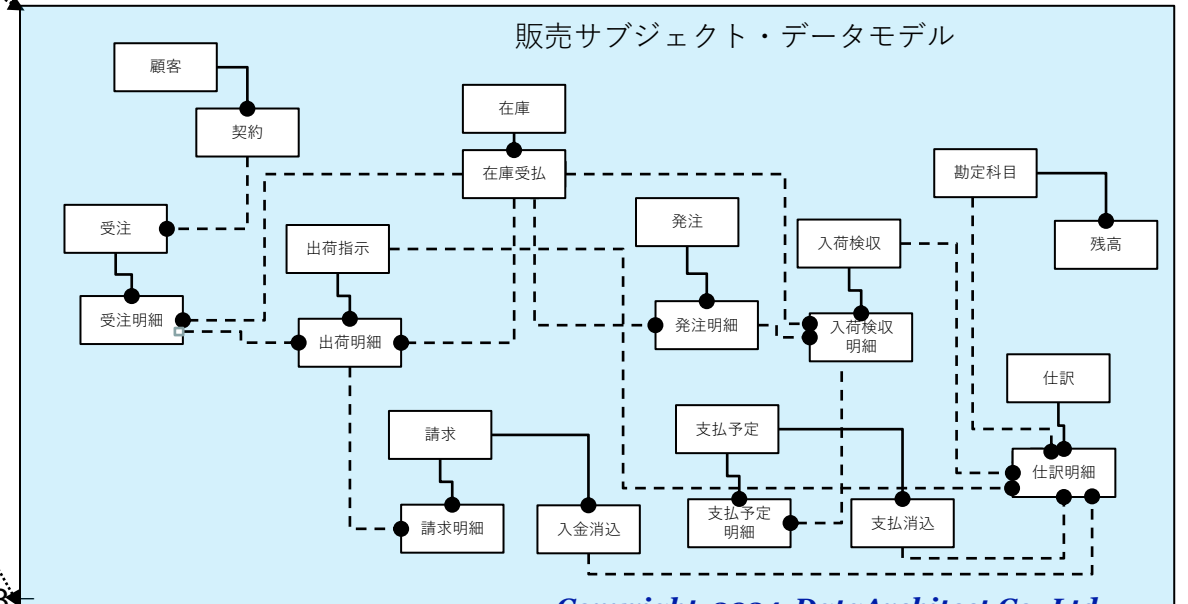 販売サブジェクト・データモデル
顧客
契約
在庫
在庫受払
勘定科目
残高
受注
受注明細
出荷指示
出荷明細
発注
発注明細
入荷検収
入荷検収
明細
仕訳
仕訳明細
請求
請求明細
入金消込
支払予定
支払予定
明細
支払消込